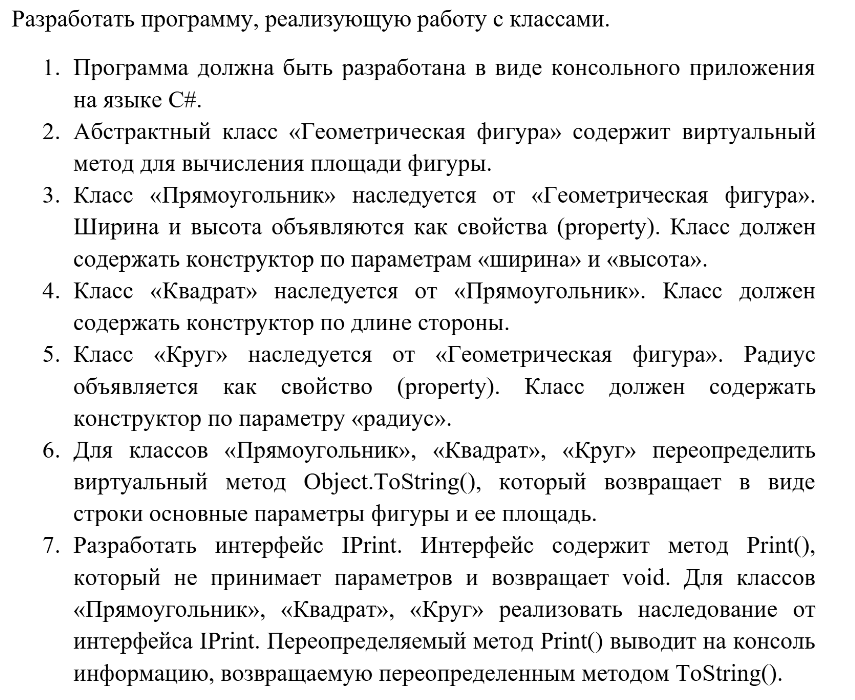 Разработать программу, реализующую работу с классами.
1. Программа должна быть разработана в виде консольного приложения
на языке C#.
2. Абстрактный класс «Геометрическая фигура» содержит виртуальный
метод для вычисления площади фигуры.
3. Класс «Прямоугольник» наследуется от «Геометрическая фигура».
Ширина и высота объявляются как свойства (property). Класс должен
содержать конструктор по параметрам «ширина» и «высота».
4. Класс «Квадрат» наследуется от «Прямоугольник». Класс должен
содержать конструктор по длине стороны.
5. Класс «Круг» наследуется от «Геометрическая фигура». Радиус
объявляется как свойство (property). Класс должен содержать
конструктор по параметру «радиус».
6. Для классов «Прямоугольник», «Квадрат», «Круг» переопределить
виртуальный метод Object.ToString(), который возвращает в виде
строки основные параметры фигуры и ее площадь.
7. Разработать интерфейс IPrint. Интерфейс содержит метод Print(),
который не принимает параметров и возвращает void. Для классов
«Прямоугольник», «Квадрат», «Круг» реализовать наследование от
интерфейса IPrint. Переопределяемый метод Print() выводит на консоль
информацию, возвращаемую переопределенным методом ToString().